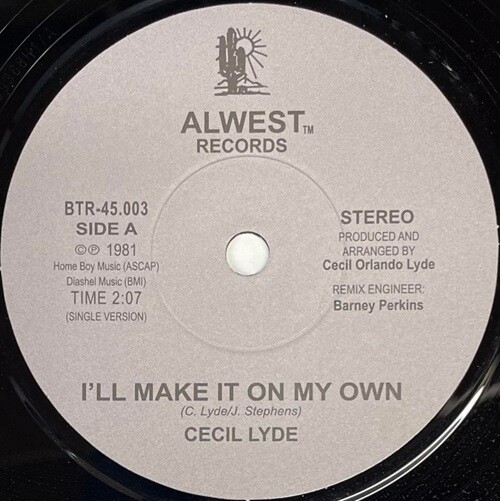 ALWEST TM
RECORDS
BTR-45.003
SIDE A
©℗ 1981
Home Boy Music (ASCAP)
Diashel Music (BMI)
TIME 2:07
(SINGLE VERSION)
STEREO
PRODUCED AND
ARRANGED BY
Cecil Orlando Lyde
REMIX ENGINEER:
Barney Perkins
I'LL MAKE IT ON MY OWN
(C. Lyde/J. Stephens)
CECIL LYDE